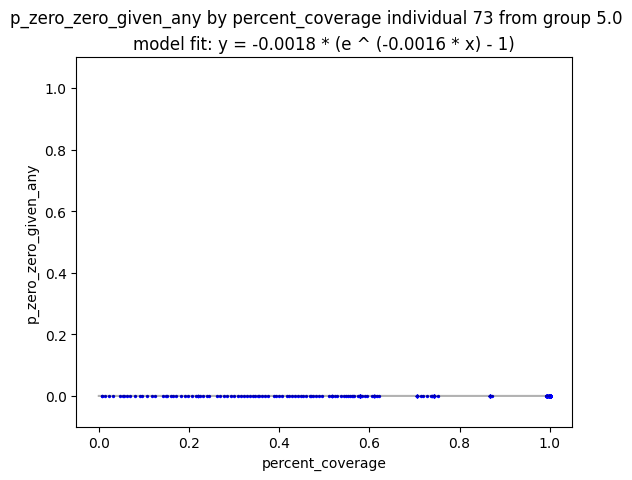 p_zero_zero_given_any by percent_coverage individual 73 from group 5.0
model fit: y = -0.0018 * (e ^ (-0.0016 * x) - 1)
1.0
0.8
0.6
0.4
0.2
0.0
p_zero_zero_given_any
0.0 0.2 0.4 0.6 0.8 1.0
percent_coverage